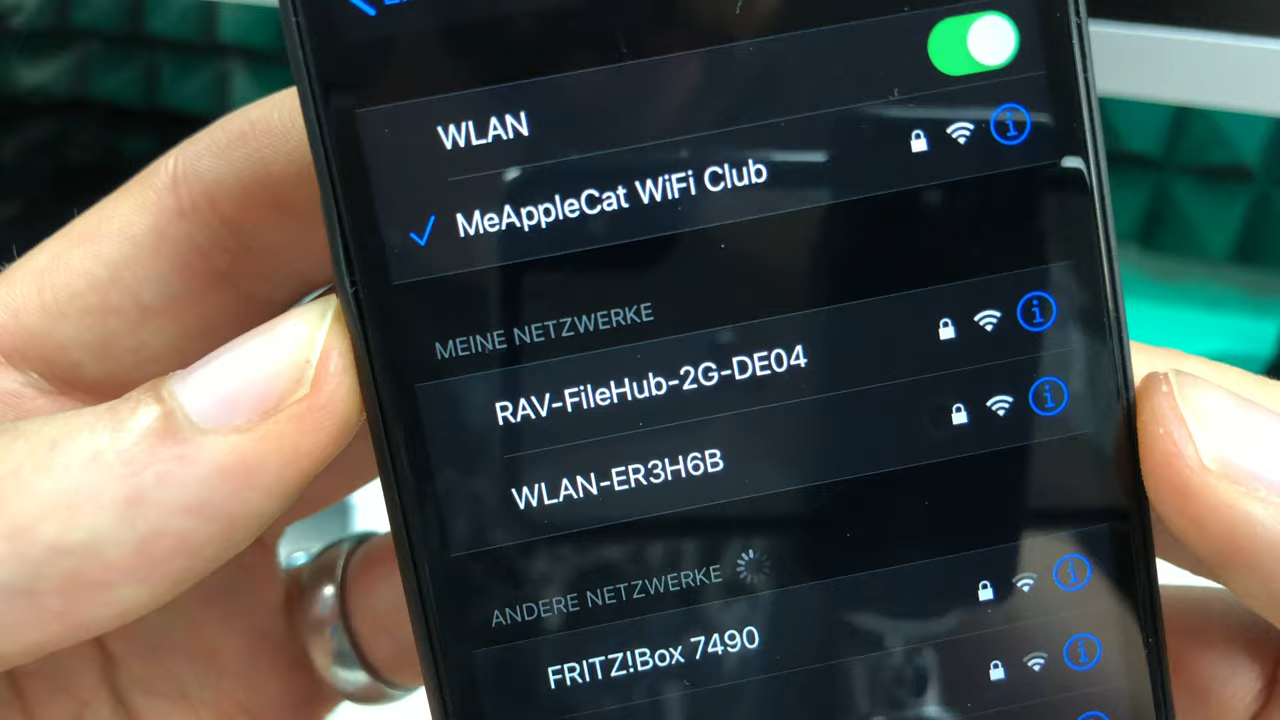 WLAN
MeAppleCat WiFi Club
MEINE NETZWERKE
RAV-FileHub-2G-DE04
WLAN-ER3H6B
ANDERE NETZWERKE
FRITZ!Box 7490